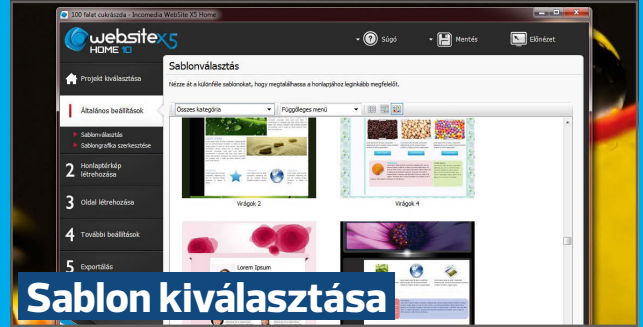 100 falat cukrászda - Incomedia WebSite X5 Home
websitex5
HOME 10
Súgó
Mentés
Előnézet
Projekt kiválasztása
Sablonválasztás
Nézze át a különféle sablonokat, hogy megtalálhassa a honlapjához leginkább megfelelőt.
1 Általános beállítások
Összes kategória
Függőleges menü
Sablonválasztás
Sablongrafika szerkesztése
2 Honlaptérkép
létrehozása
3 Oldal létrehozása
4 További beállítások
5 Exportálás
Virágok 2
Virágok 4
Lorem Ipsum
Sablon kiválasztása